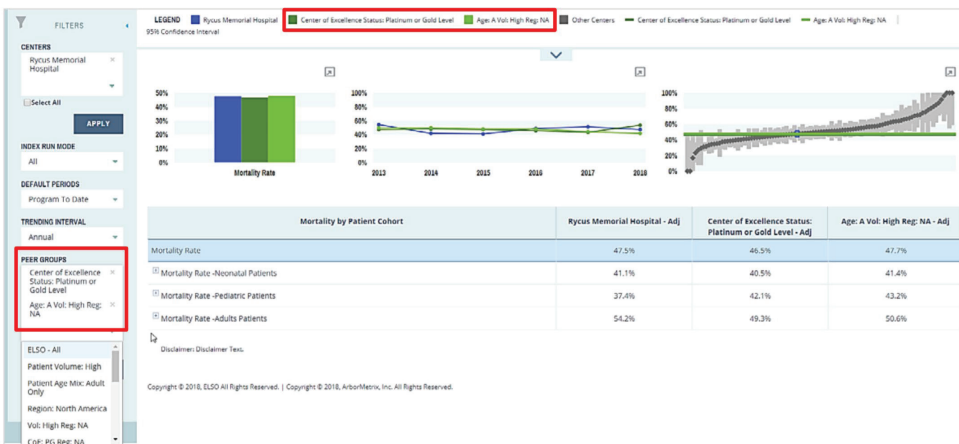 FILTERS
CENTERS
Rycus Memorial
Hospital
Select All
APPLY
INDEX RUN MODE
All
DEFAULT PERIODS
Program To Date
TRENDING INTERVAL
Annual
PEER GROUPS
Center of Excellence
Status: Platinum or
Gold Level
Age: A Vol: High Reg:
NA
ELSO - All
Patient Volume: High
Patient Age Mix: Adult
Only
Region: North America
Vol: High Reg: NA
CoE: PG Reg: NA
LEGEND Rycus Memorial Hospital Center of Excellence Status: Platinum or Gold Level Age: A Vol: High Reg: NA Other Centers Center of Excellence Status: Platinum or Gold Level Age: A Vol: High Reg: NA
95% Confidence Interval
50%
40%
30%
20%
10%
0%
Mortality Rate
100%
80%
60%
40%
20%
0%
2013 2014 2015 2016 2017 2018
100%
80%
60%
40%
20%
0%
Mortality by Patient Cohort Rycus Memorial Hospital - Adj Center of Excellence Status: Platinum or Gold Level - Adj Age: A Vol: High Reg: NA - Adj
Mortality Rate 47.5% 46.5% 47.7%
Mortality Rate -Neonatal Patients 41.1% 40.5% 41.4%
Mortality Rate -Pediatric Patients 37.4% 42.1% 43.2%
Mortality Rate -Adults Patients 54.2% 49.3% 50.6%
Disclaimer: Disclaimer Text.
Copyright © 2018, ELSO All Rights Reserved. | Copyright © 2018, ArborMetrix, Inc. All Rights Reserved.